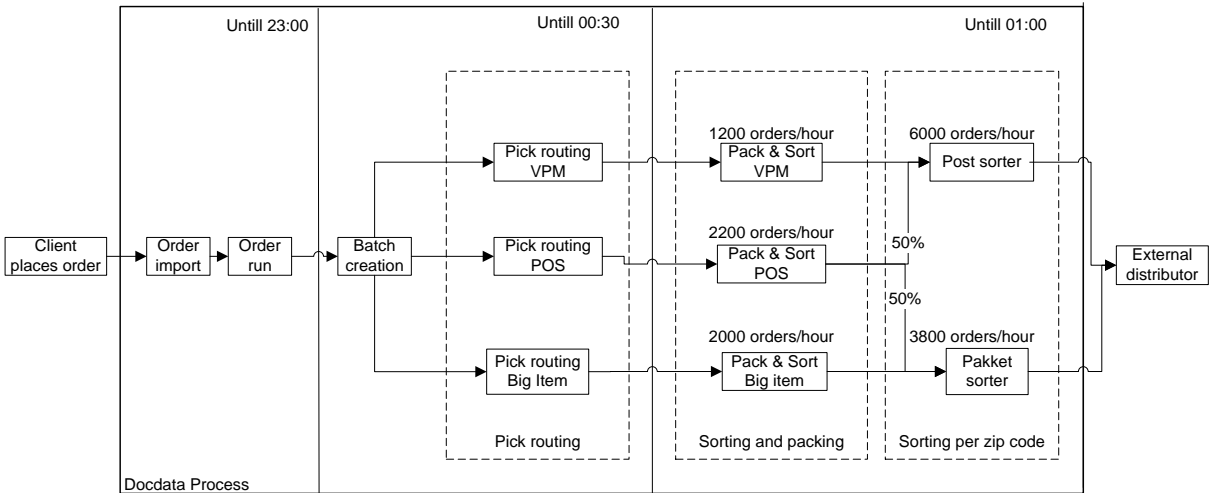 Untill 23:00
Untill 00:30
Untill 01:00
1200 orders/hour
6000 orders/hour
Pick routing
VPM
Pack & Sort
VPM
Post sorter
2200 orders/hour
Client
places order
Order
import
Order
run
Batch
creation
Pick routing
POS
Pack & Sort
POS
50%
50%
External
distributor
2000 orders/hour
3800 orders/hour
Pick routing
Big Item
Pack & Sort
Big item
Pakket
sorter
Pick routing
Sorting and packing
Sorting per zip code
Docdata Process